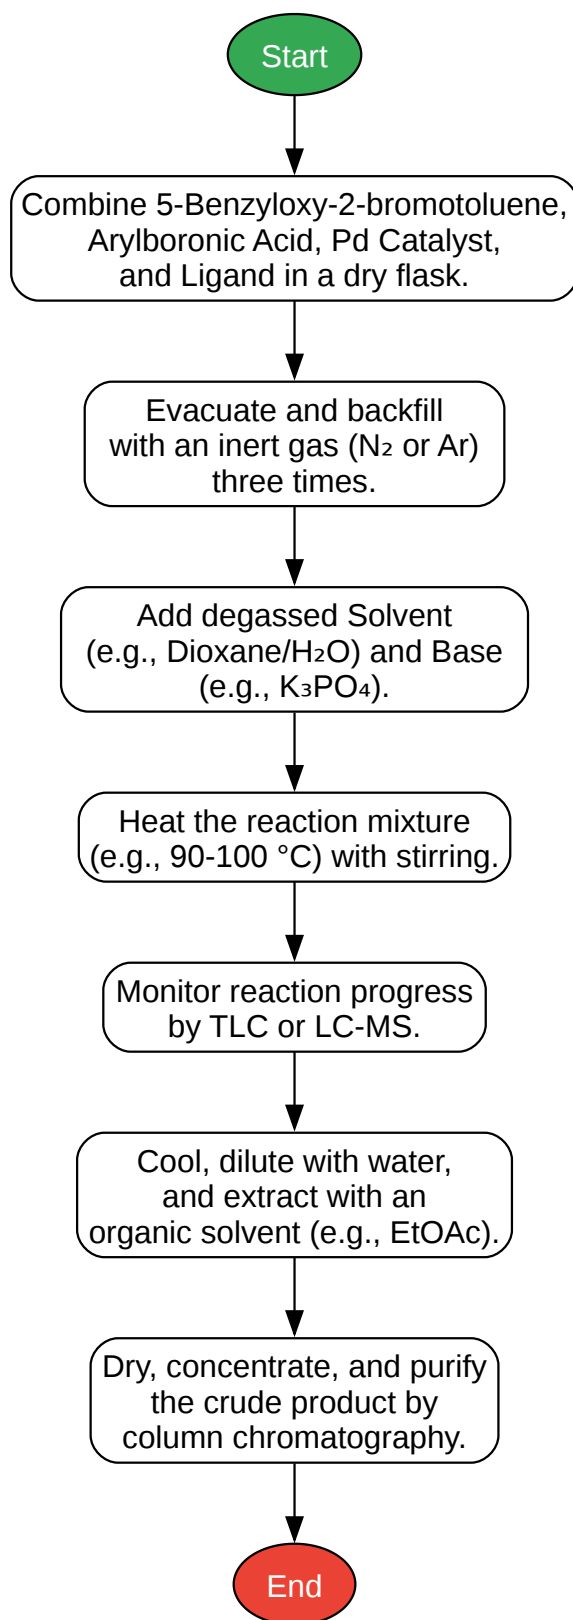 Start
Combine 5-Benzyloxy-2-bromotoluene,
Arylboronic Acid, Pd Catalyst,
and Ligand in a dry flask.
Evacuate and backfill
with an inert gas (N₂ or Ar)
three times.
Add degassed Solvent
(e.g., Dioxane/H₂O) and Base
(e.g., K₃PO₄).
Heat the reaction mixture
(e.g., 90-100 °C) with stirring.
Monitor reaction progress
by TLC or LC-MS.
Cool, dilute with water,
and extract with an
organic solvent (e.g., EtOAc).
Dry, concentrate, and purify
the crude product by
column chromatography.
End